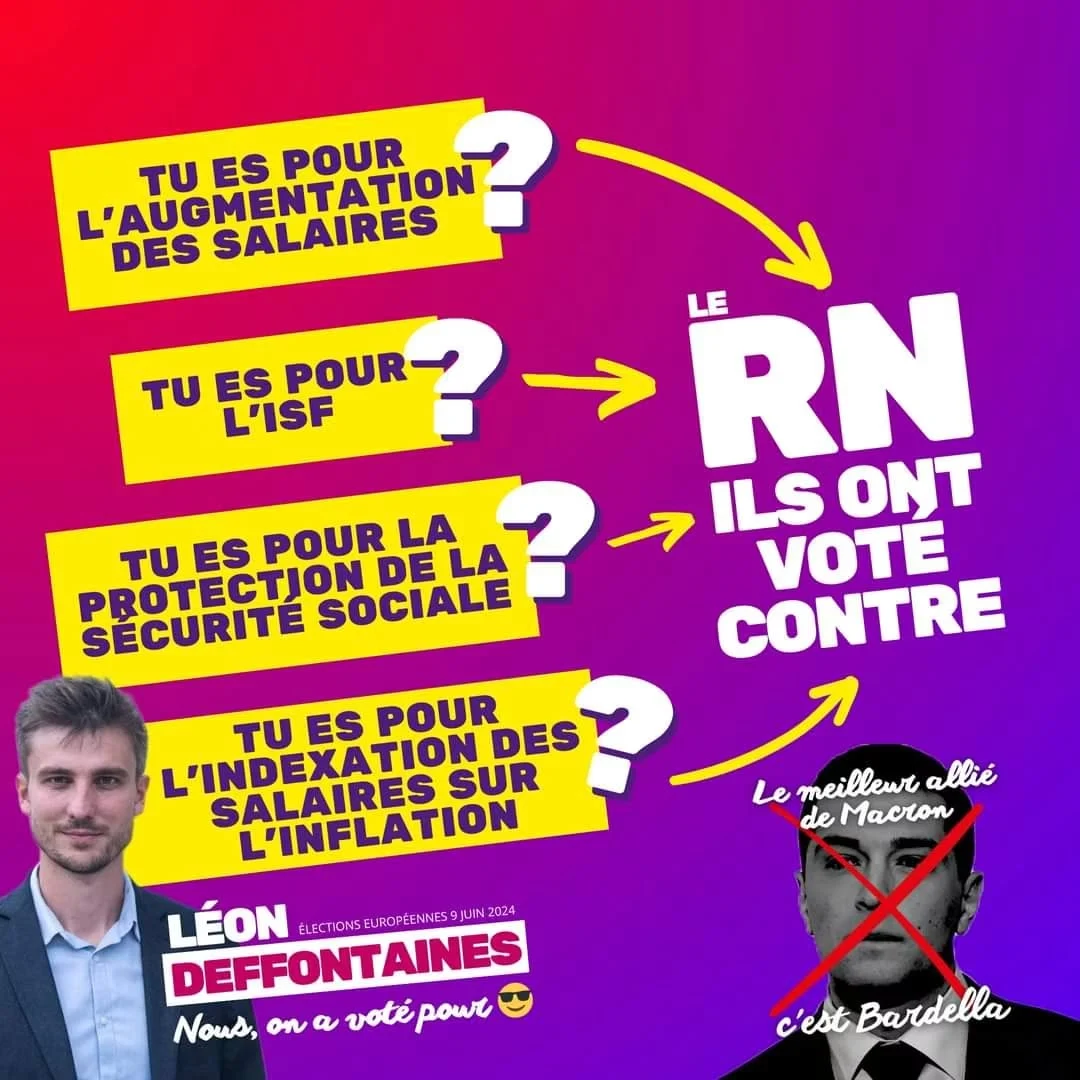 TU ES POUR
L'AUGMENTATION
DES SALAIRES
?
TU ES POUR
L'ISF
?
TU ES POUR LA
PROTECTION DE LA
SÉCURITÉ SOCIALE
?
TU ES POUR
L'INDEXATION DES
SALAIRES SUR
L'INFLATION
?
LE
RN
ILS ONT
VOTÉ
CONTRE
Le meilleur allié
de Macron
c'est Bardella
LÉON
ÉLECTIONS EUROPÉENNES 9 JUIN 2024
DEFFONTAINES
Nous, on a voté pour 😎